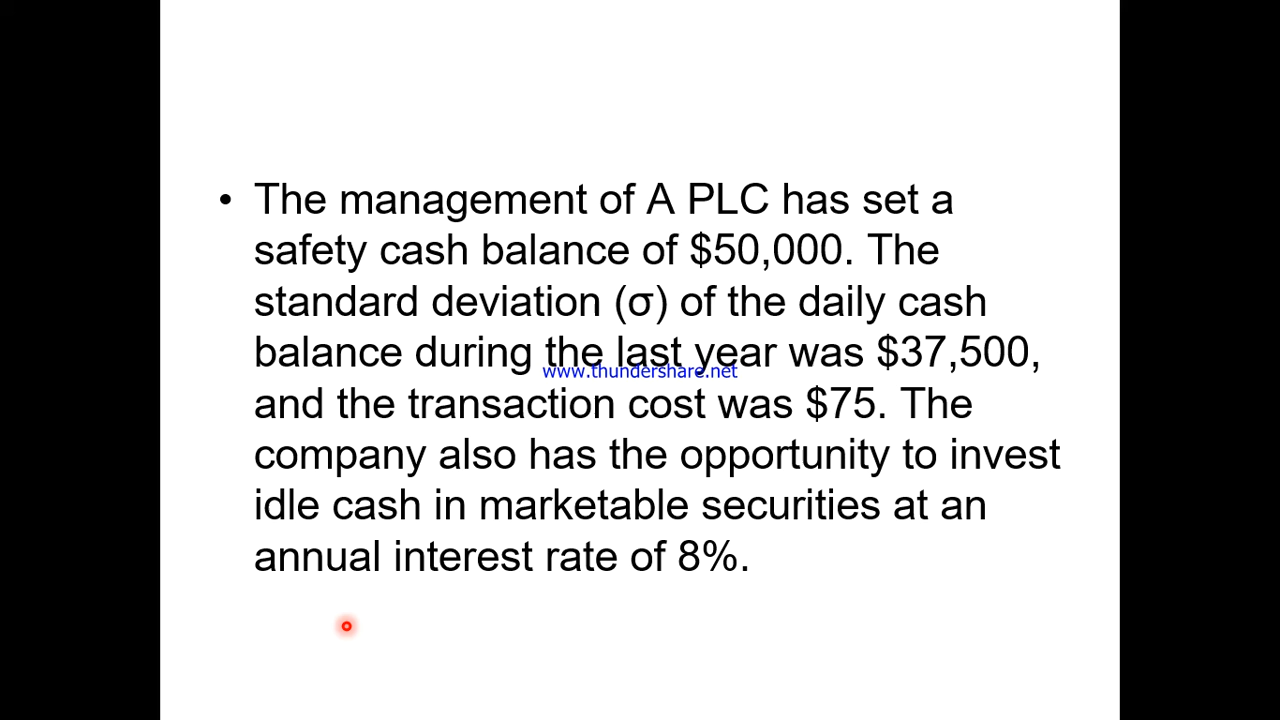 • The management of A PLC has set a
safety cash balance of $50,000. The
standard deviation (σ) of the daily cash
balance during the last year was $37,500,
www.thundershare.net
and the transaction cost was $75. The
company also has the opportunity to invest
idle cash in marketable securities at an
annual interest rate of 8%.